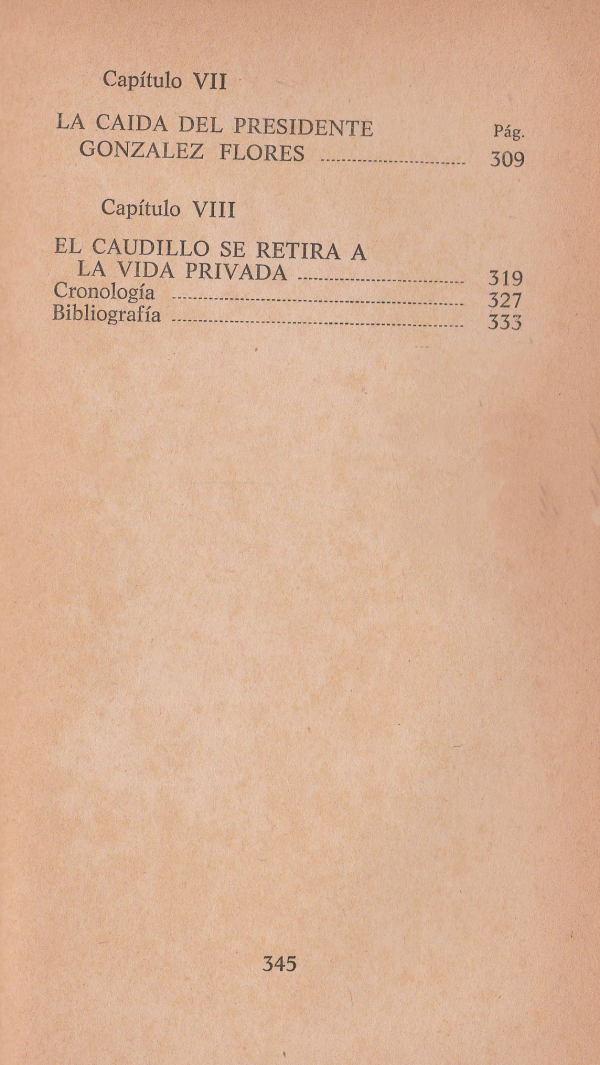 Capítulo VII
LA CAIDA DEL PRESIDENTE Pág.
GONZALEZ FLORES ........................ 309
Capítulo VIII
EL CAUDILLO SE RETIRA A
LA VIDA PRIVADA ........................ 319
Cronología ........................ 327
Bibliografía ........................ 333
345